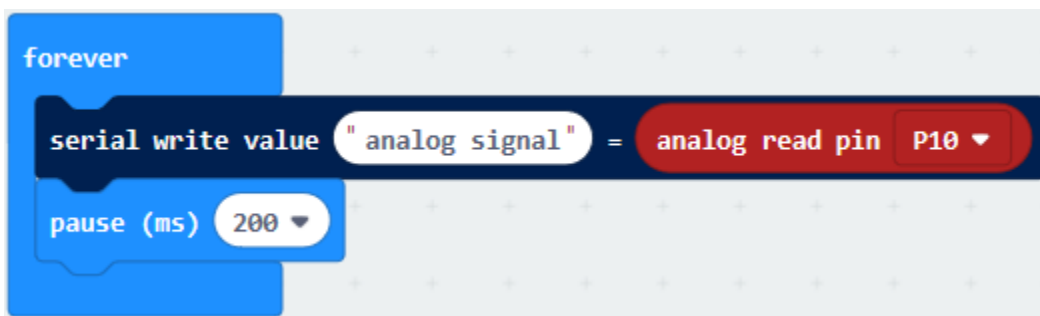 forever
serial write value "analog signal" = analog read pin P10
pause (ms) 200